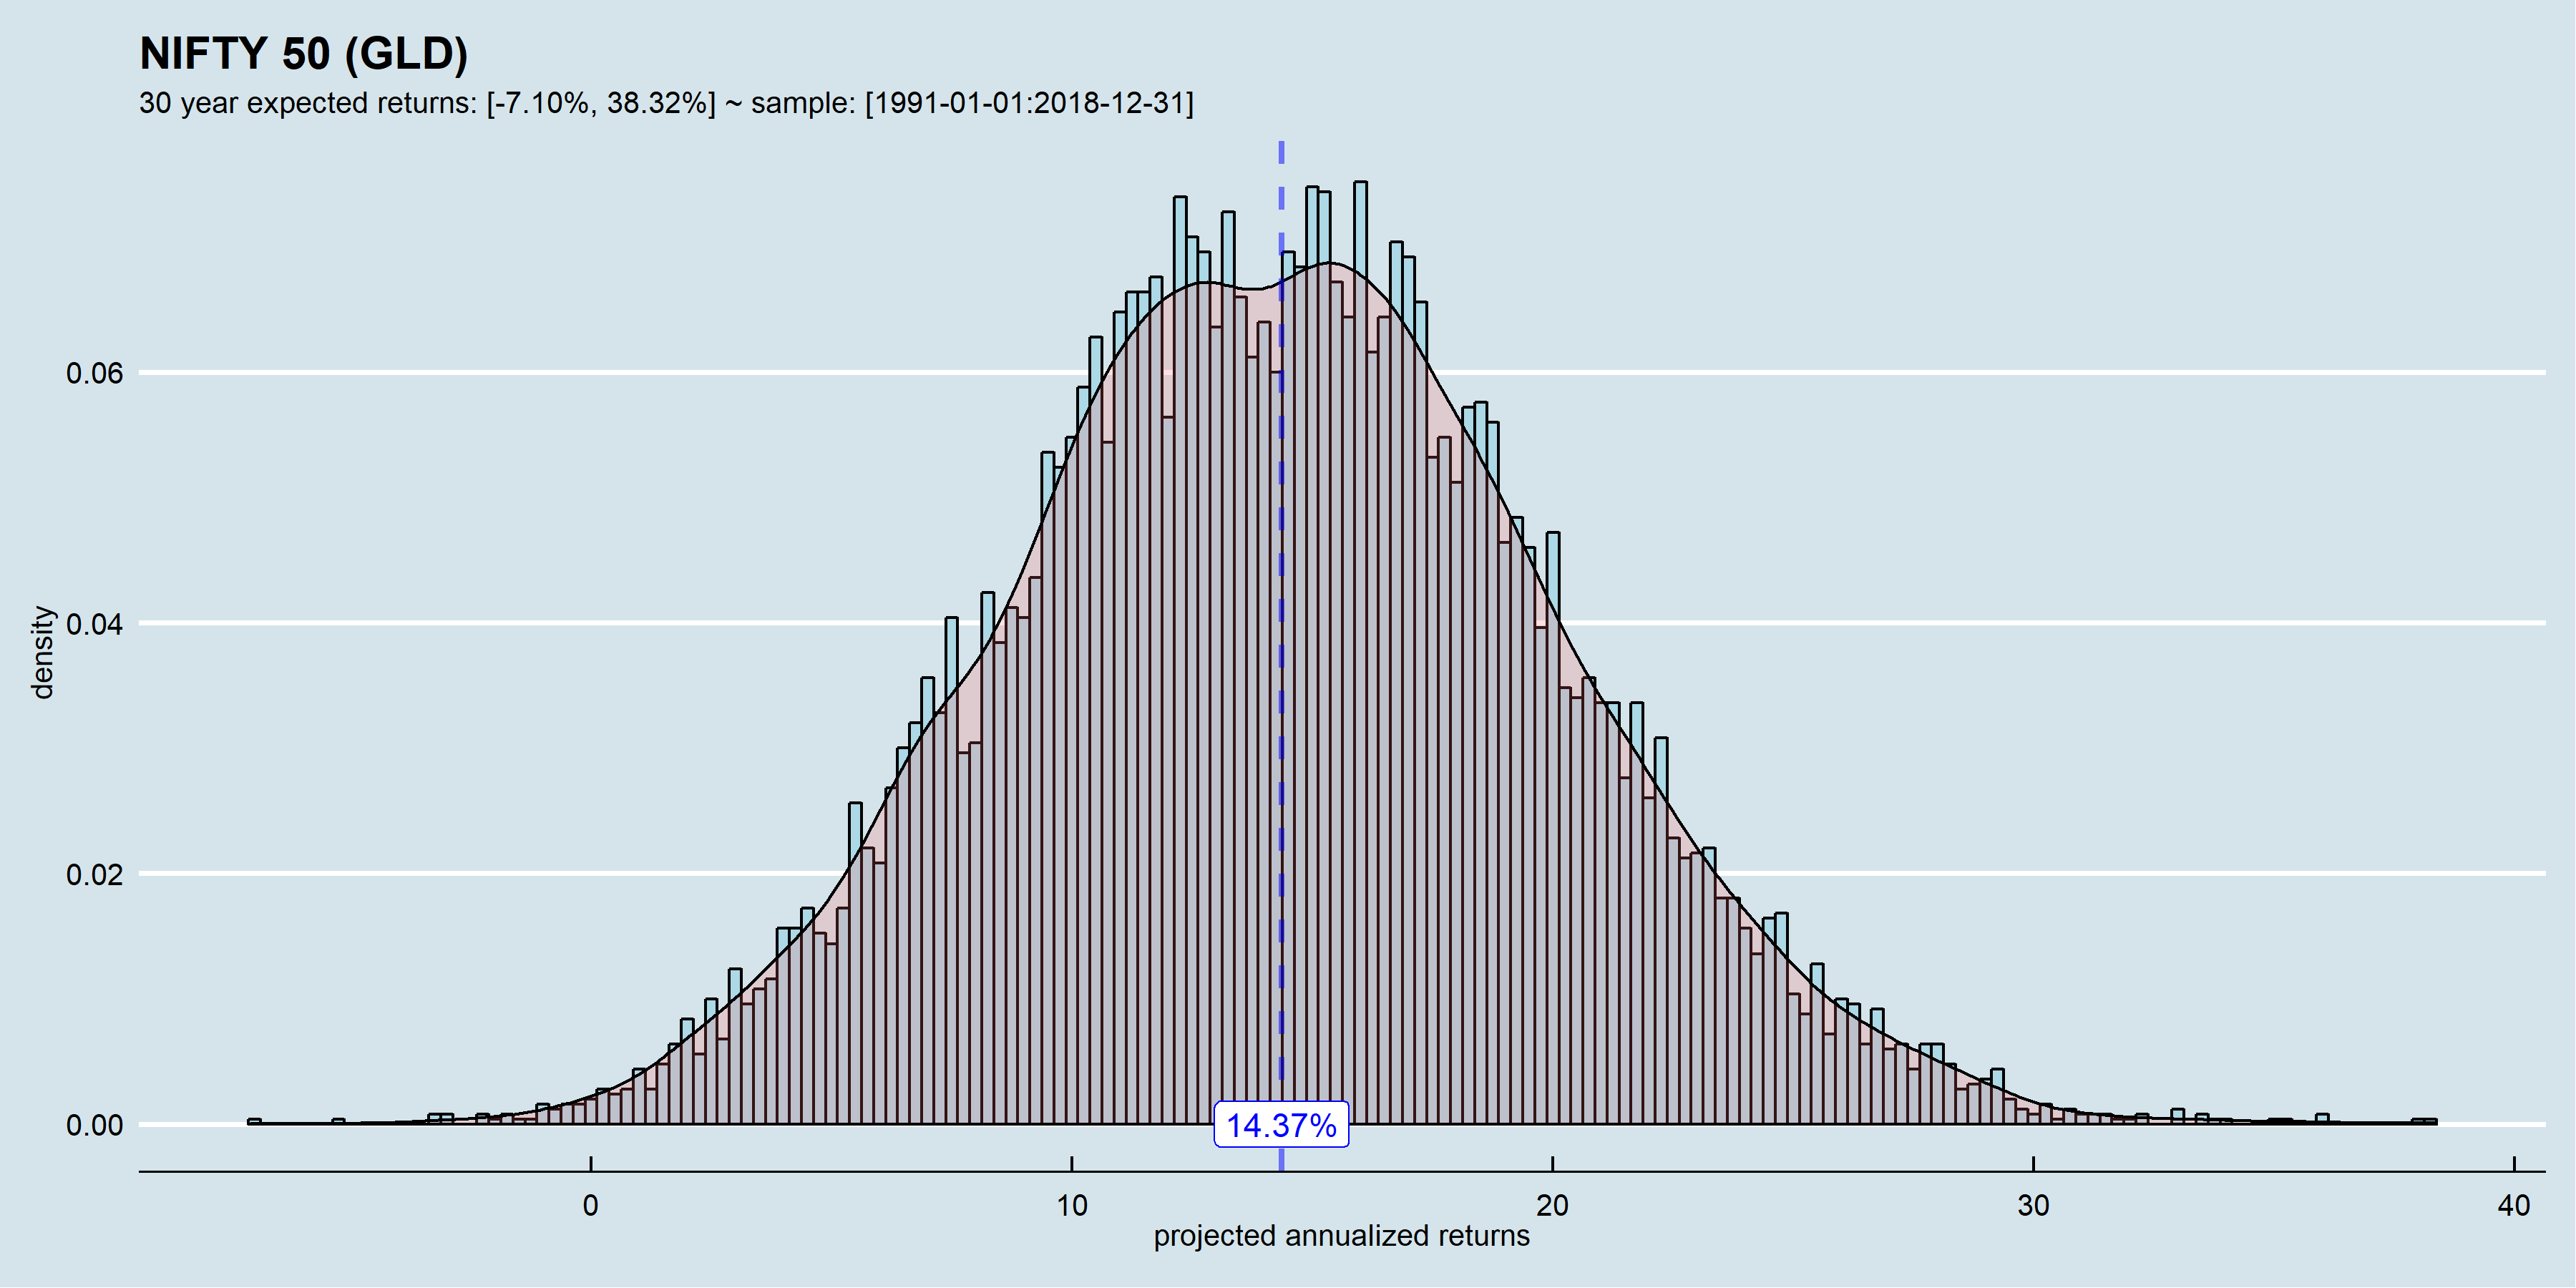 NIFTY 50 (GLD)
30 year expected returns: [-7.10%, 38.32%] ~ sample: [1991-01-01:2018-12-31]
density
0.06
0.04
0.02
0.00
14.37%
0 10 20 30 40
projected annualized returns